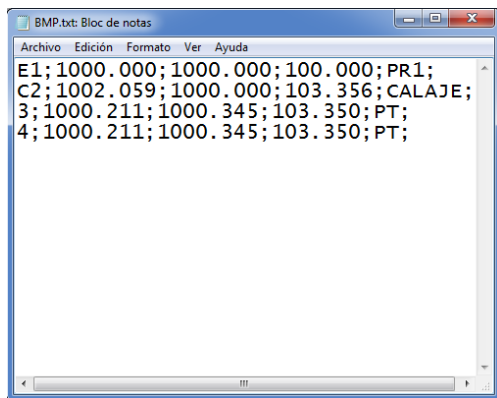 BMP.txt: Bloc de notas
Archivo Edición Formato Ver Ayuda
E1;1000.000;1000.000;100.000;PR1;
C2;1002.059;1000.000;103.356;CALAJE;
3;1000.211;1000.345;103.350;PT;
4;1000.211;1000.345;103.350;PT;